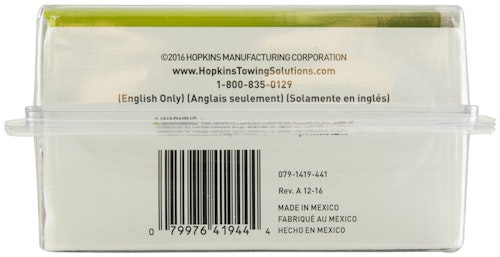 ©2016 HOPKINS MANUFACTURING CORPORATION
www.HopkinsTowingSolutions.com
1-800-835-0129
(English Only) (Anglais seulement) (Solamente en inglés)
079-1419-441
Rev. A 12-16
MADE IN MEXICO
FABRIQUÉ AU MEXICO
HECHO EN MEXICO
0 79976 41944 4